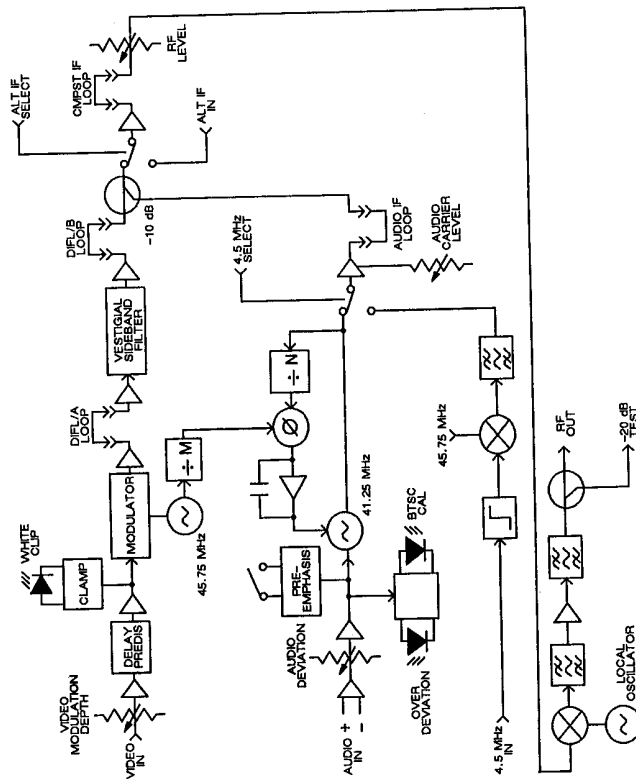 VIDEO
MODULATION
DEPTH
VIDEO
IN
DELAY
PREDIS
CLAMP
WHITE
CLIP
MODULATOR
45.75 MHz
÷ M
DIFL/A
LOOP
VESTIGIAL
SIDEBAND
FILTER
DIFL/B
LOOP
-10 dB
ALT IF
SELECT
ALT IF
IN
CMPST IF
LOOP
RF
LEVEL
AUDIO +
-
IN
AUDIO
DEVIATION
PRE-
EMPHASIS
OVER
DEVIATION
BTSC
CAL
41.25 MHz
Ø
÷ N
4.5 MHz
SELECT
AUDIO IF
LOOP
AUDIO
CARRIER
LEVEL
4.5 MHz
IN
45.75 MHz
LOCAL
OSCILLATOR
RF
OUT
-20 dB
TEST